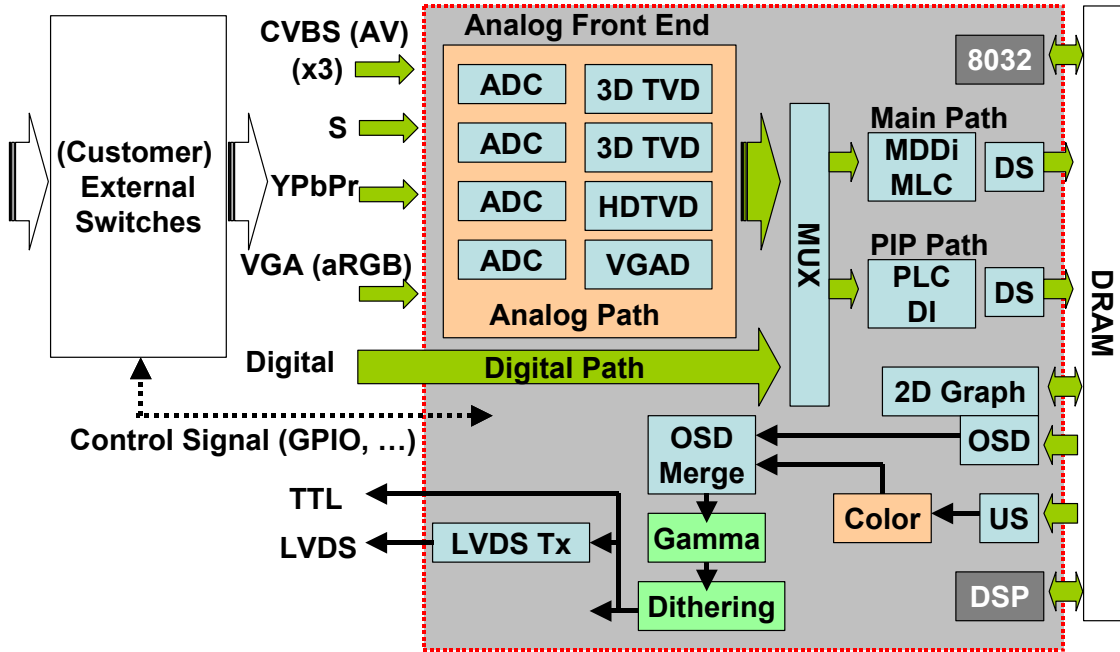 (Customer)
External
Switches
CVBS (AV)
(x3)
S
YPbPr
VGA (aRGB)
Digital
Control Signal (GPIO, …)
TTL
LVDS
Analog Front End
ADC
3D TVD
ADC
3D TVD
ADC
HDTVD
ADC
VGAD
Analog Path
Digital Path
MUX
8032
Main Path
MDDi
MLC
DS
PIP Path
PLC
DI
DS
2D Graph
OSD
OSD
Merge
Color
US
Gamma
LVDS Tx
Dithering
DSP
DRAM